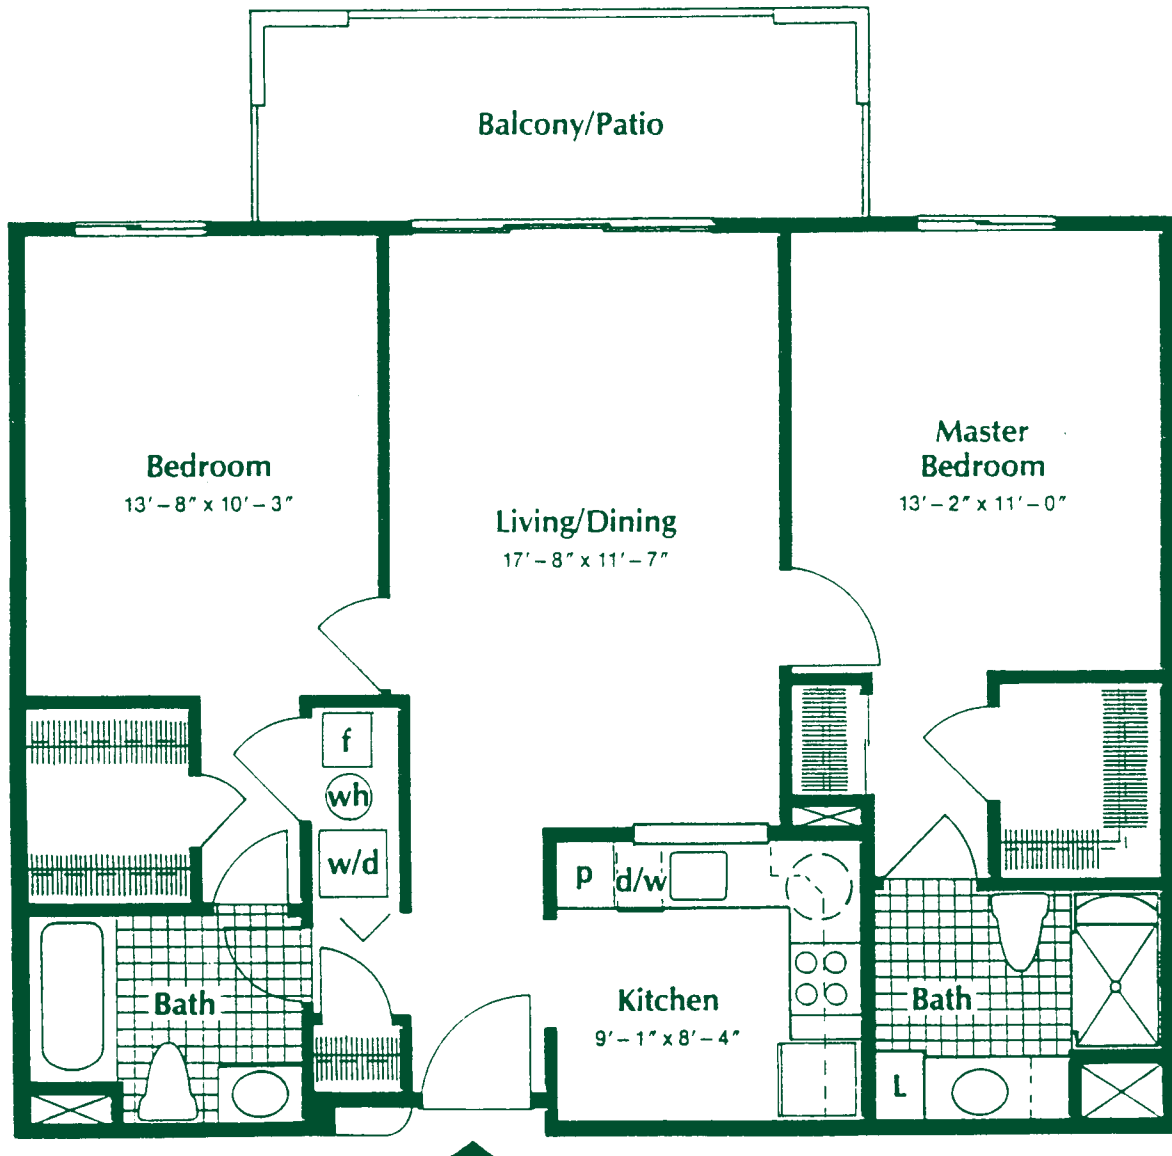 Balcony/Patio
Master
Bedroom
13′–2″ x 11′–0″
Bedroom
13′–8″ x 10′–3″
Living/Dining
17′–8″ x 11′–7″
f
wh
w/d
p
d/w
Kitchen
9′–1″ x 8′–4″
Bath
Bath
L